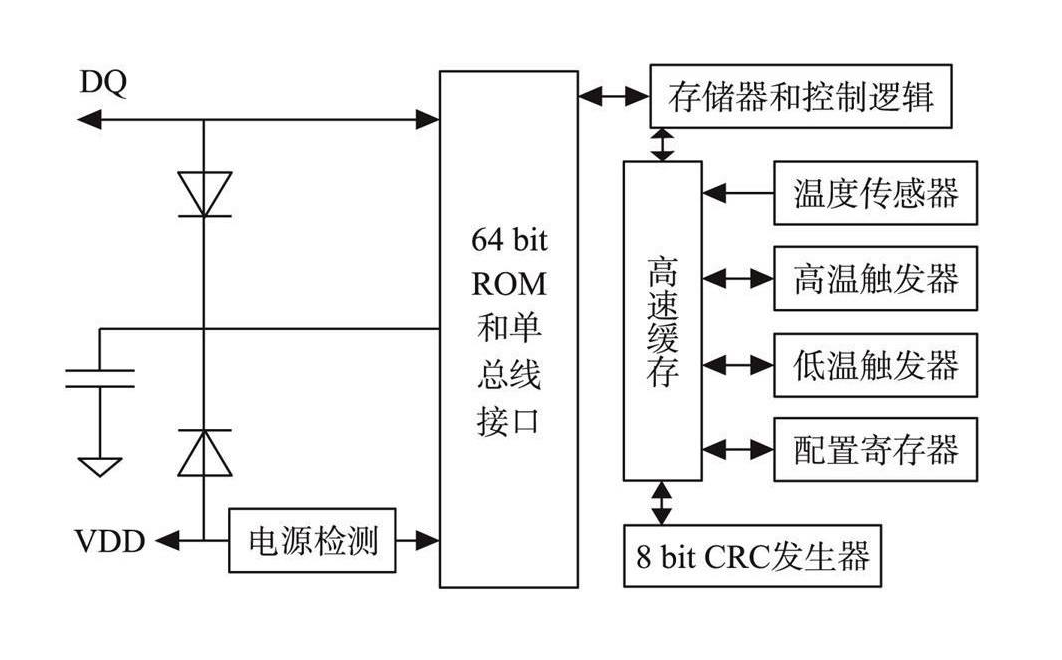 DQ
存储器和控制逻辑
温度传感器
64 bit
ROM
和单
总线
接口
高速缓存
高温触发器
低温触发器
配置寄存器
VDD
电源检测
8 bit CRC发生器